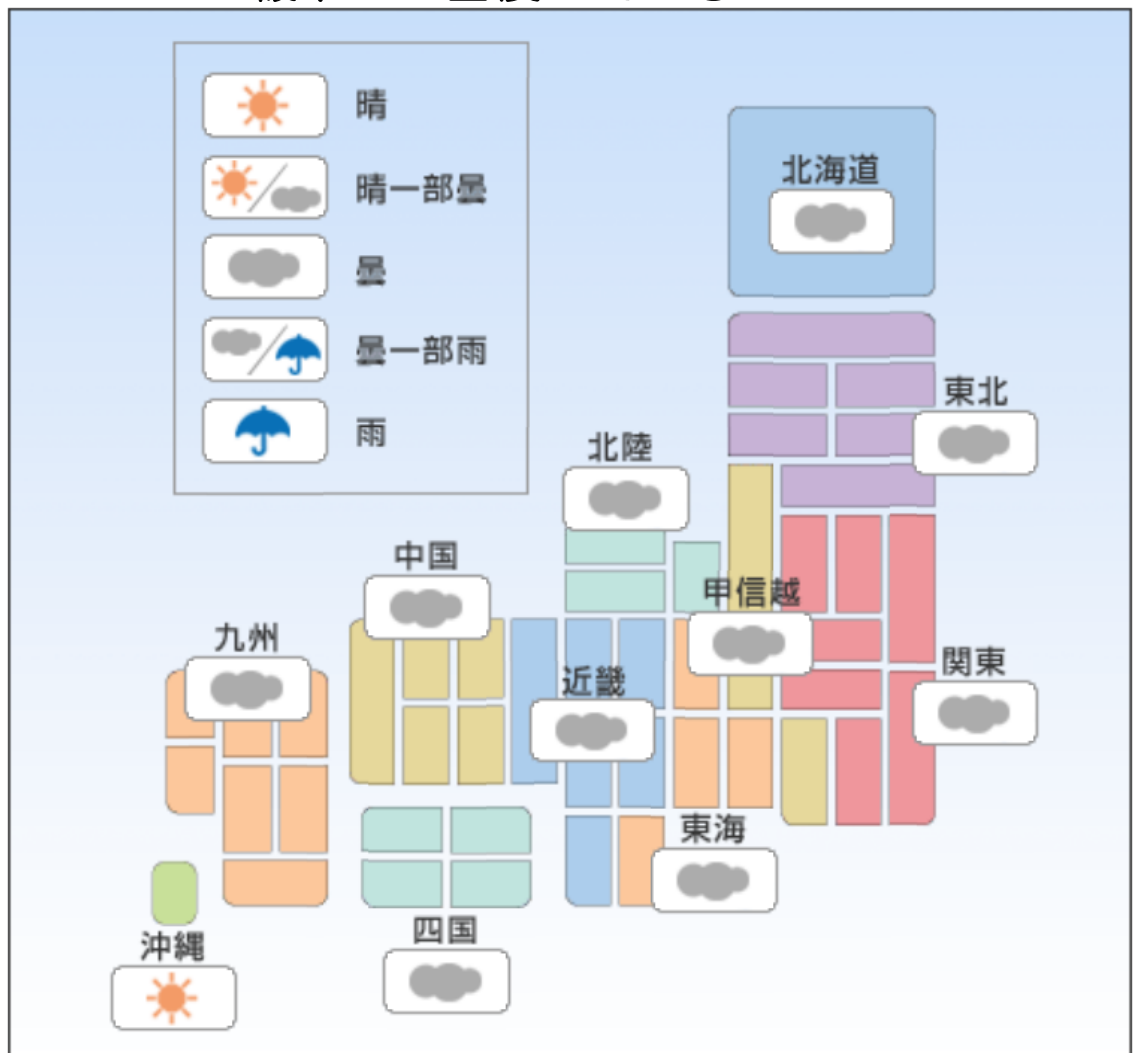 晴
晴一部曇
曇
曇一部雨
雨
北海道
東北
北陸
中国
甲信越
九州
関東
近畿
東海
四国
沖縄